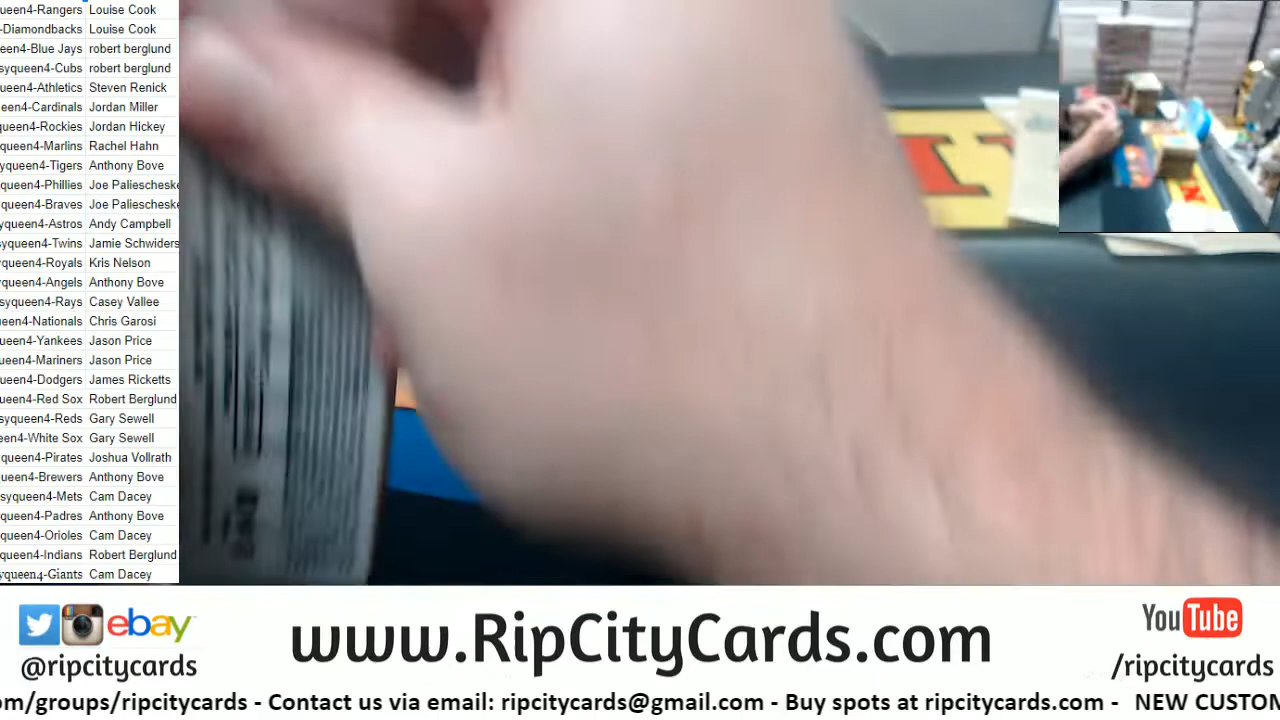 ueen4-Rangers Louise Cook
-Diamondbacks Louise Cook
een4-Blue Jays robert berglund
syqueen4-Cubs robert berglund
queen4-Athletics Steven Renick
een4-Cardinals Jordan Miller
queen4-Rockies Jordan Hickey
queen4-Marlins Rachel Hahn
yqueen4-Tigers Anthony Bove
queen4-Phillies Joe Paliescheske
queen4-Braves Joe Paliescheske
yqueen4-Astros Andy Campbell
syqueen4-Twins Jamie Schwiders
yqueen4-Royals Kris Nelson
queen4-Angels Anthony Bove
syqueen4-Rays Casey Vallee
een4-Nationals Chris Garosi
ueen4-Yankees Jason Price
ueen4-Mariners Jason Price
ueen4-Dodgers James Ricketts
ueen4-Red Sox Robert Berglund
syqueen4-Reds Gary Sewell
een4-White Sox Gary Sewell
queen4-Pirates Joshua Vollrath
ueen4-Brewers Anthony Bove
syqueen4-Mets Cam Dacey
queen4-Padres Anthony Bove
queen4-Orioles Cam Dacey
queen4-Indians Robert Berglund
yqueen4-Giants Cam Dacey
ebay
@ripcitycards
www.RipCityCards.com
YouTube
/ripcitycards
om/groups/ripcitycards - Contact us via email: ripcitycards@gmail.com - Buy spots at ripcitycards.com - NEW CUSTOM